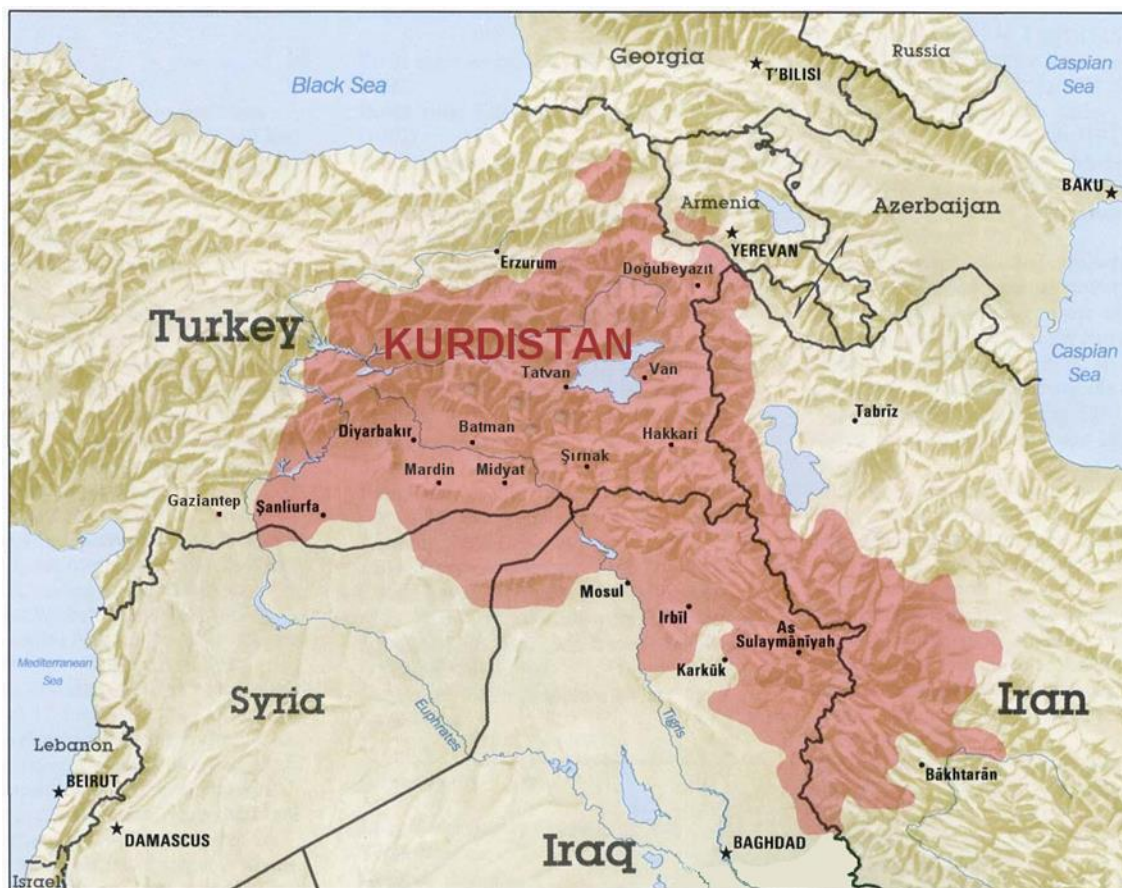 Georgia
Russia
T'BILISI
Caspian
Sea
Black Sea
BAKU
Armenia
Azerbaijan
YEREVAN
Erzurum
Doğubeyazıt
Turkey
KURDISTAN
Caspian
Sea
Tatvan
Van
Tabrīz
Diyarbakır
Batman
Hakkari
Mardin
Midyat
Şırnak
Gaziantep
Şanliurfa
Mosul
Irbīl
As
Sulaymānīyah
Karkūk
Mediterranean
Sea
Syria
Euphrates
Tigris
Iran
Lebanon
BEIRUT
Bākhtarān
DAMASCUS
Iraq
BAGHDAD
Israel